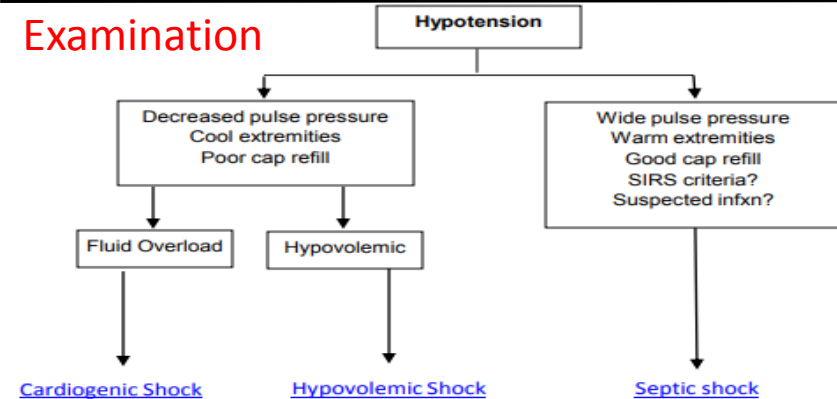 Examination
Hypotension
Decreased pulse pressure
Cool extremities
Poor cap refill
Wide pulse pressure
Warm extremities
Good cap refill
SIRS criteria?
Suspected infxn?
Fluid Overload
Hypovolemic
Cardiogenic Shock
Hypovolemic Shock
Septic shock